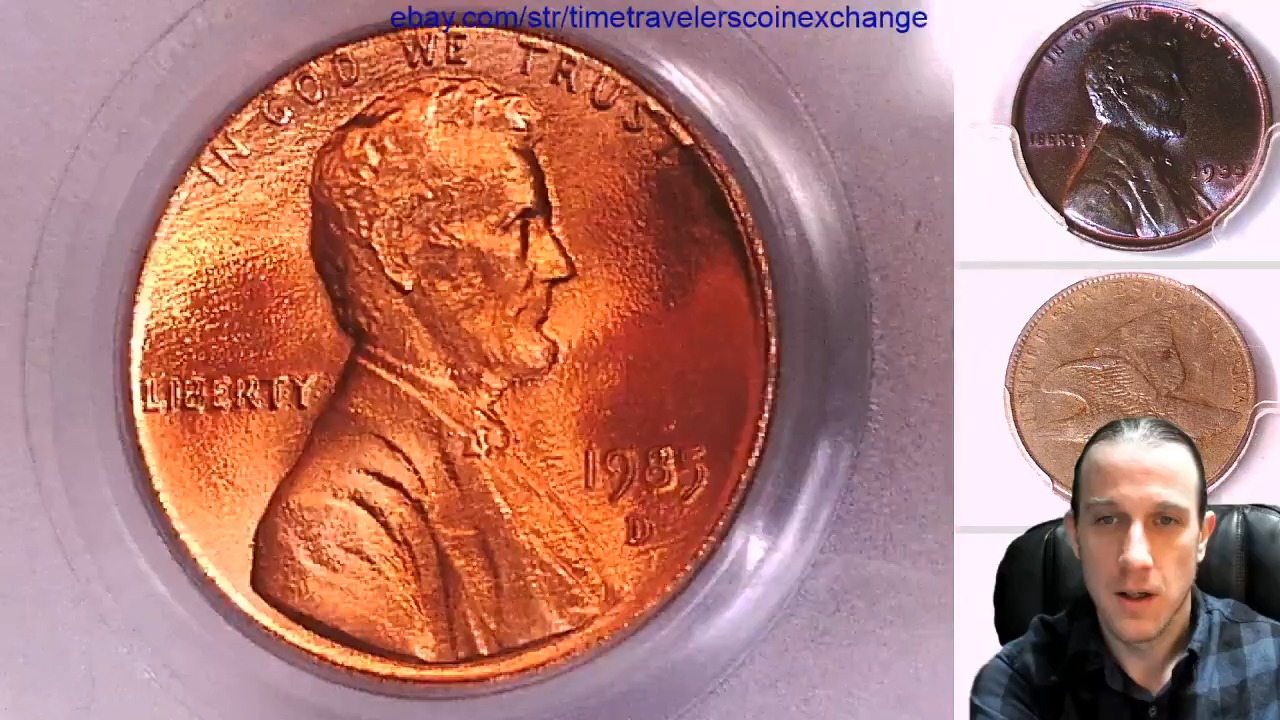 ebay.com/str/timetravelerscoinexchange
IN GOD WE TRUST
LIBERTY
1985
D
IN GOD WE TRUST
LIBERTY